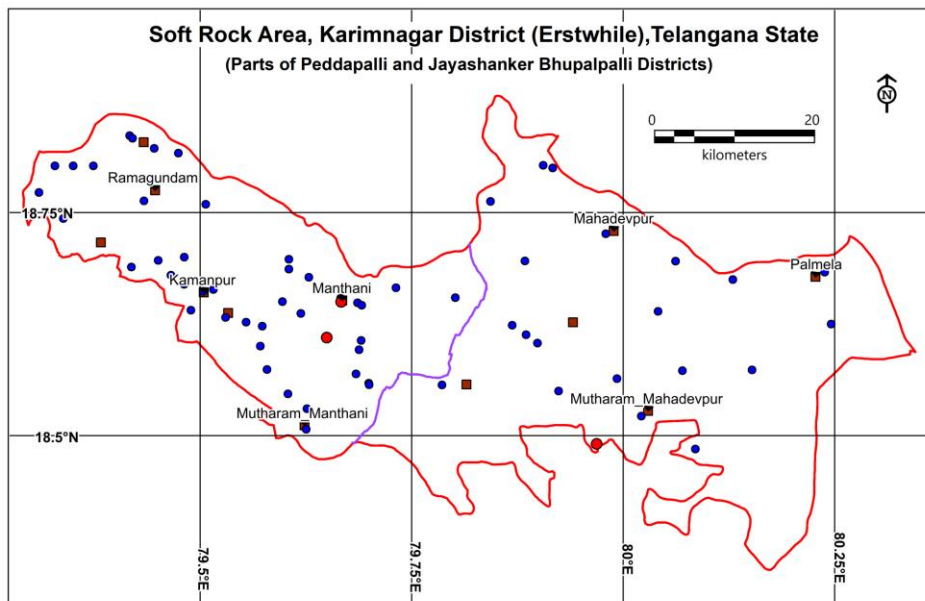 Soft Rock Area, Karimnagar District (Erstwhile),Telangana State
(Parts of Peddapalli and Jayashanker Bhupalpalli Districts)
N
0 20
kilometers
Ramagundam
18.75°N
Mahadevpur
Palmela
Kamanpur
Manthani
Mutharam_Manthani
Mutharam_Mahadevpur
18.5°N
79.5°E
79.75°E
80°E
80.25°E